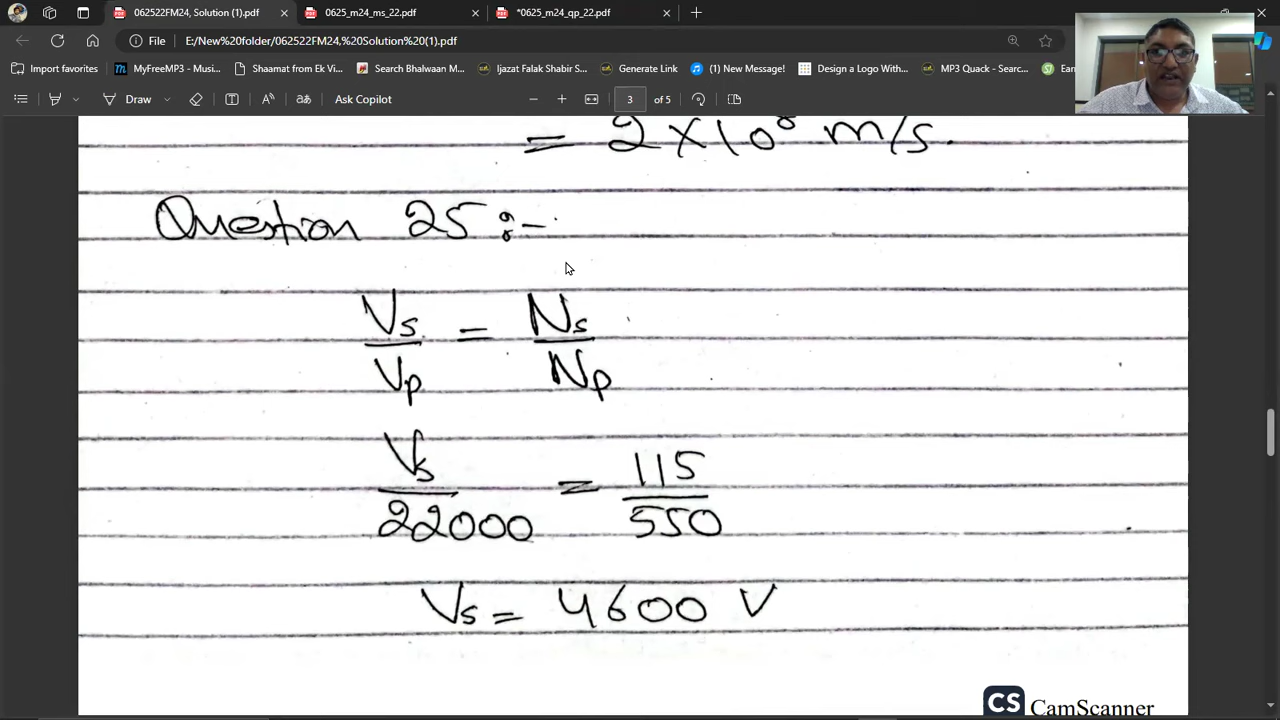 062522FM24, Solution (1).pdf
0625_m24_ms_22.pdf
*0625_m24_qp_22.pdf
File
E:/New%20folder/062522FM24,%20Solution%20(1).pdf
Import favorites
MyFreeMP3 - Musi...
Shaamat from Ek Vi...
Search Bhalwaan M...
Ijazat Falak Shabir S...
Generate Link
(1) New Message!
Design a Logo With...
MP3 Quack - Searc...
Draw
Ask Copilot
3 of 5
= 2 × 10⁸ m/s.
Question 25 :-
Vs/Vp = Ns/Np
Vs/22000 = 115/550
Vs = 4600 V
CS CamScanner